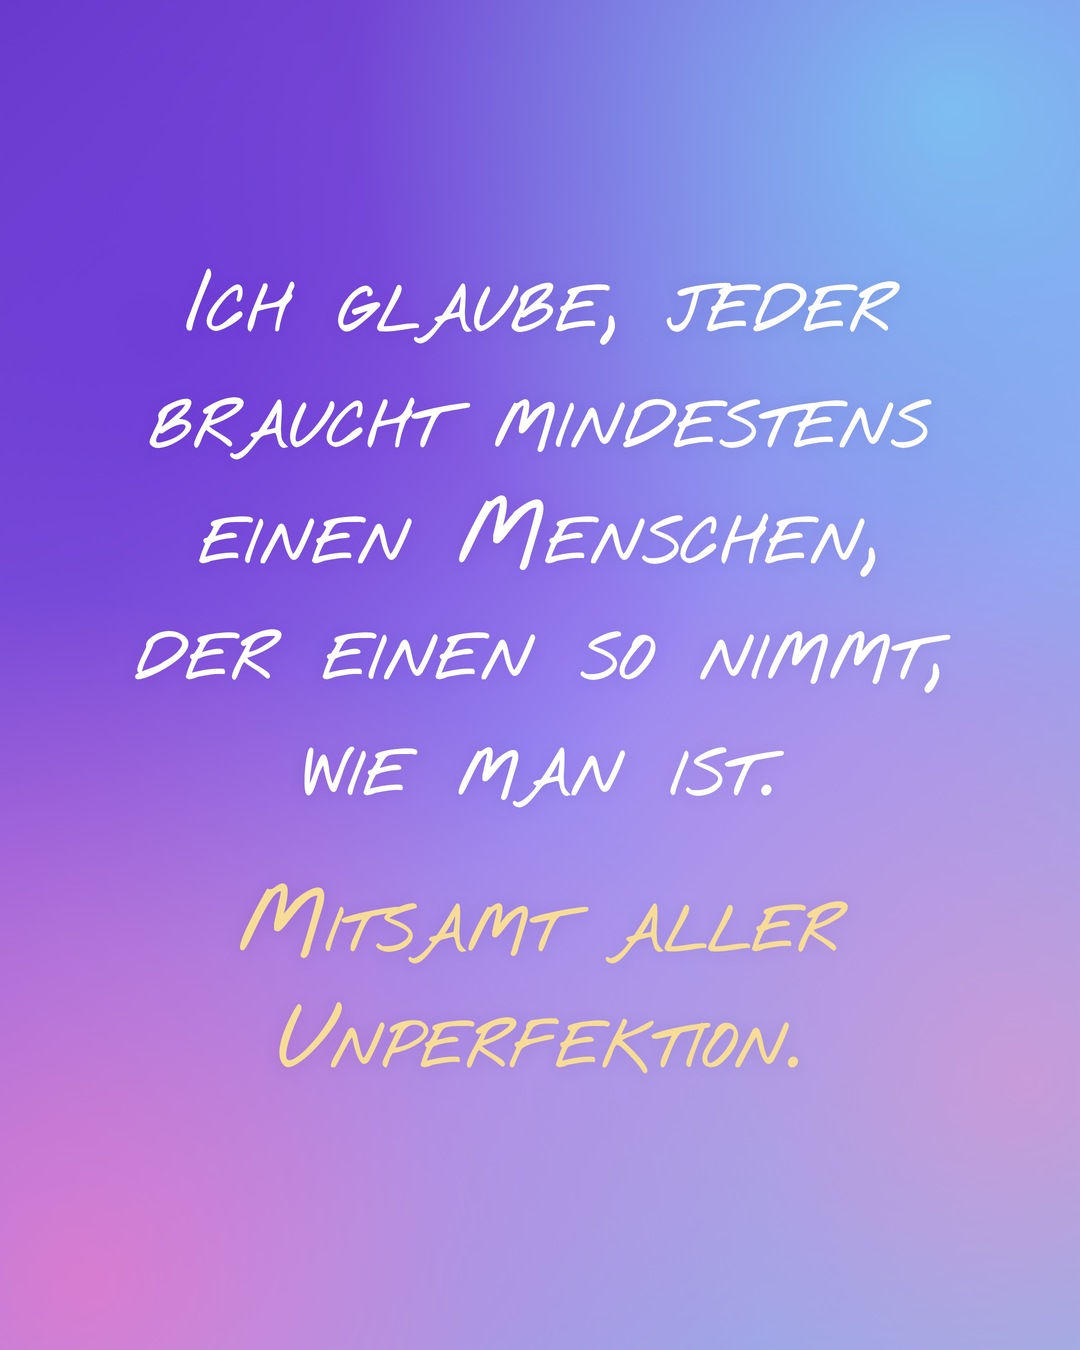 Ich glaube, jeder
braucht mindestens
einen Menschen,
der einen so nimmt,
wie man ist.
Mitsamt aller
Unperfektion.